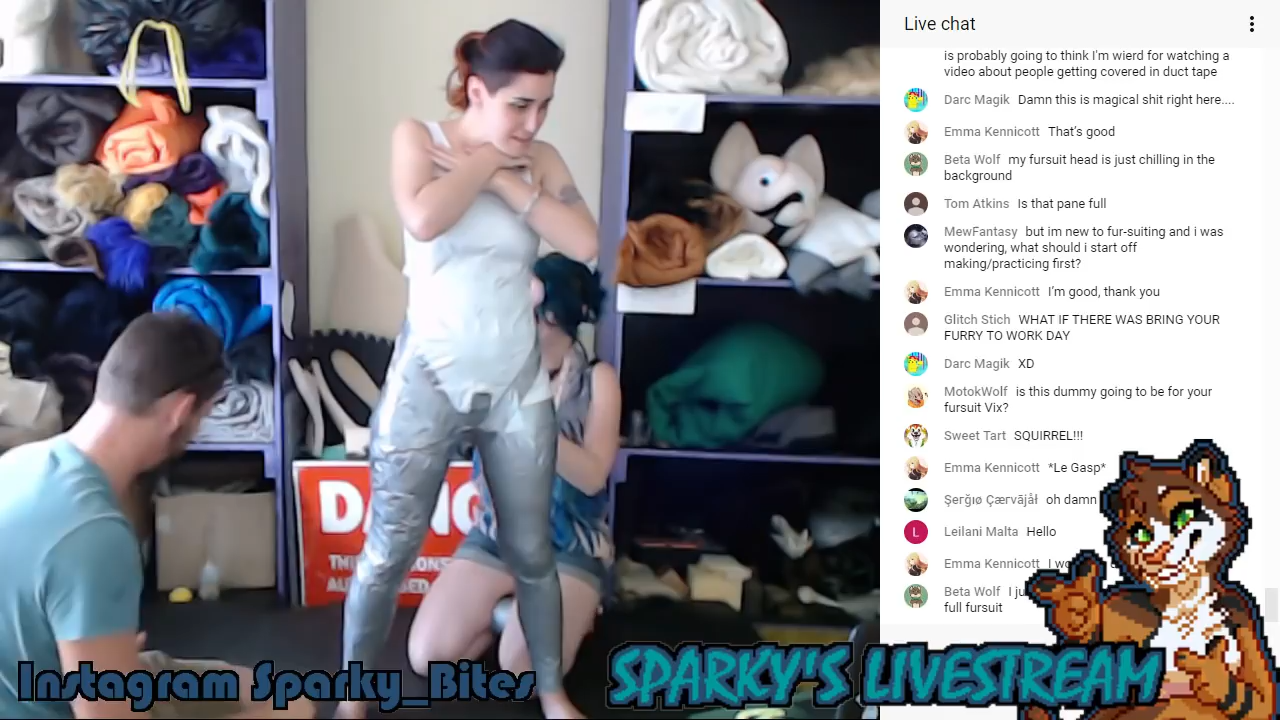 Live chat
is probably going to think I'm wierd for watching a
video about people getting covered in duct tape
Darc Magik Damn this is magical shit right here....
Emma Kennicott That's good
Beta Wolf my fursuit head is just chilling in the
background
Tom Atkins Is that pane full
MewFantasy but im new to fur-suiting and i was
wondering, what should i start off
making/practicing first?
Emma Kennicott I'm good, thank you
Glitch Stich WHAT IF THERE WAS BRING YOUR
FURRY TO WORK DAY
Darc Magik XD
MotokWolf is this dummy going to be for your
fursuit Vix?
Sweet Tart SQUIRREL!!!
Emma Kennicott *Le Gasp*
Şerğıø Çærvãjåł oh damn
L Leilani Malta Hello
Emma Kennicott I
Beta Wolf I
full fursuit
DANG
Instagram Sparky_Bites
SPARKY'S LIVESTREAM